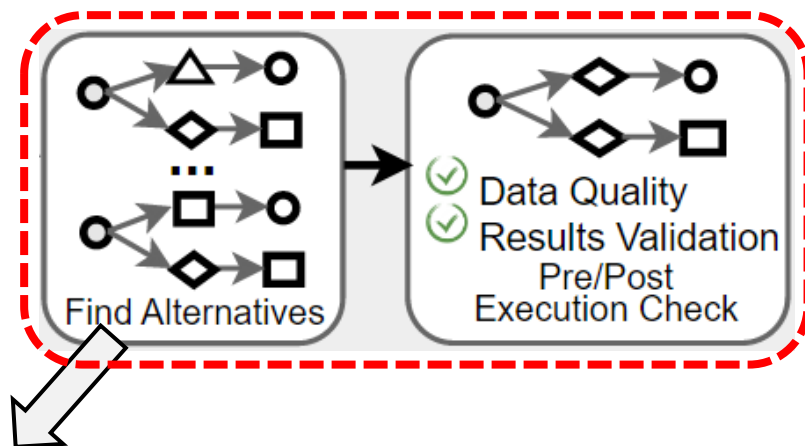 ...
Find Alternatives
Data Quality
Results Validation
Pre/Post
Execution Check